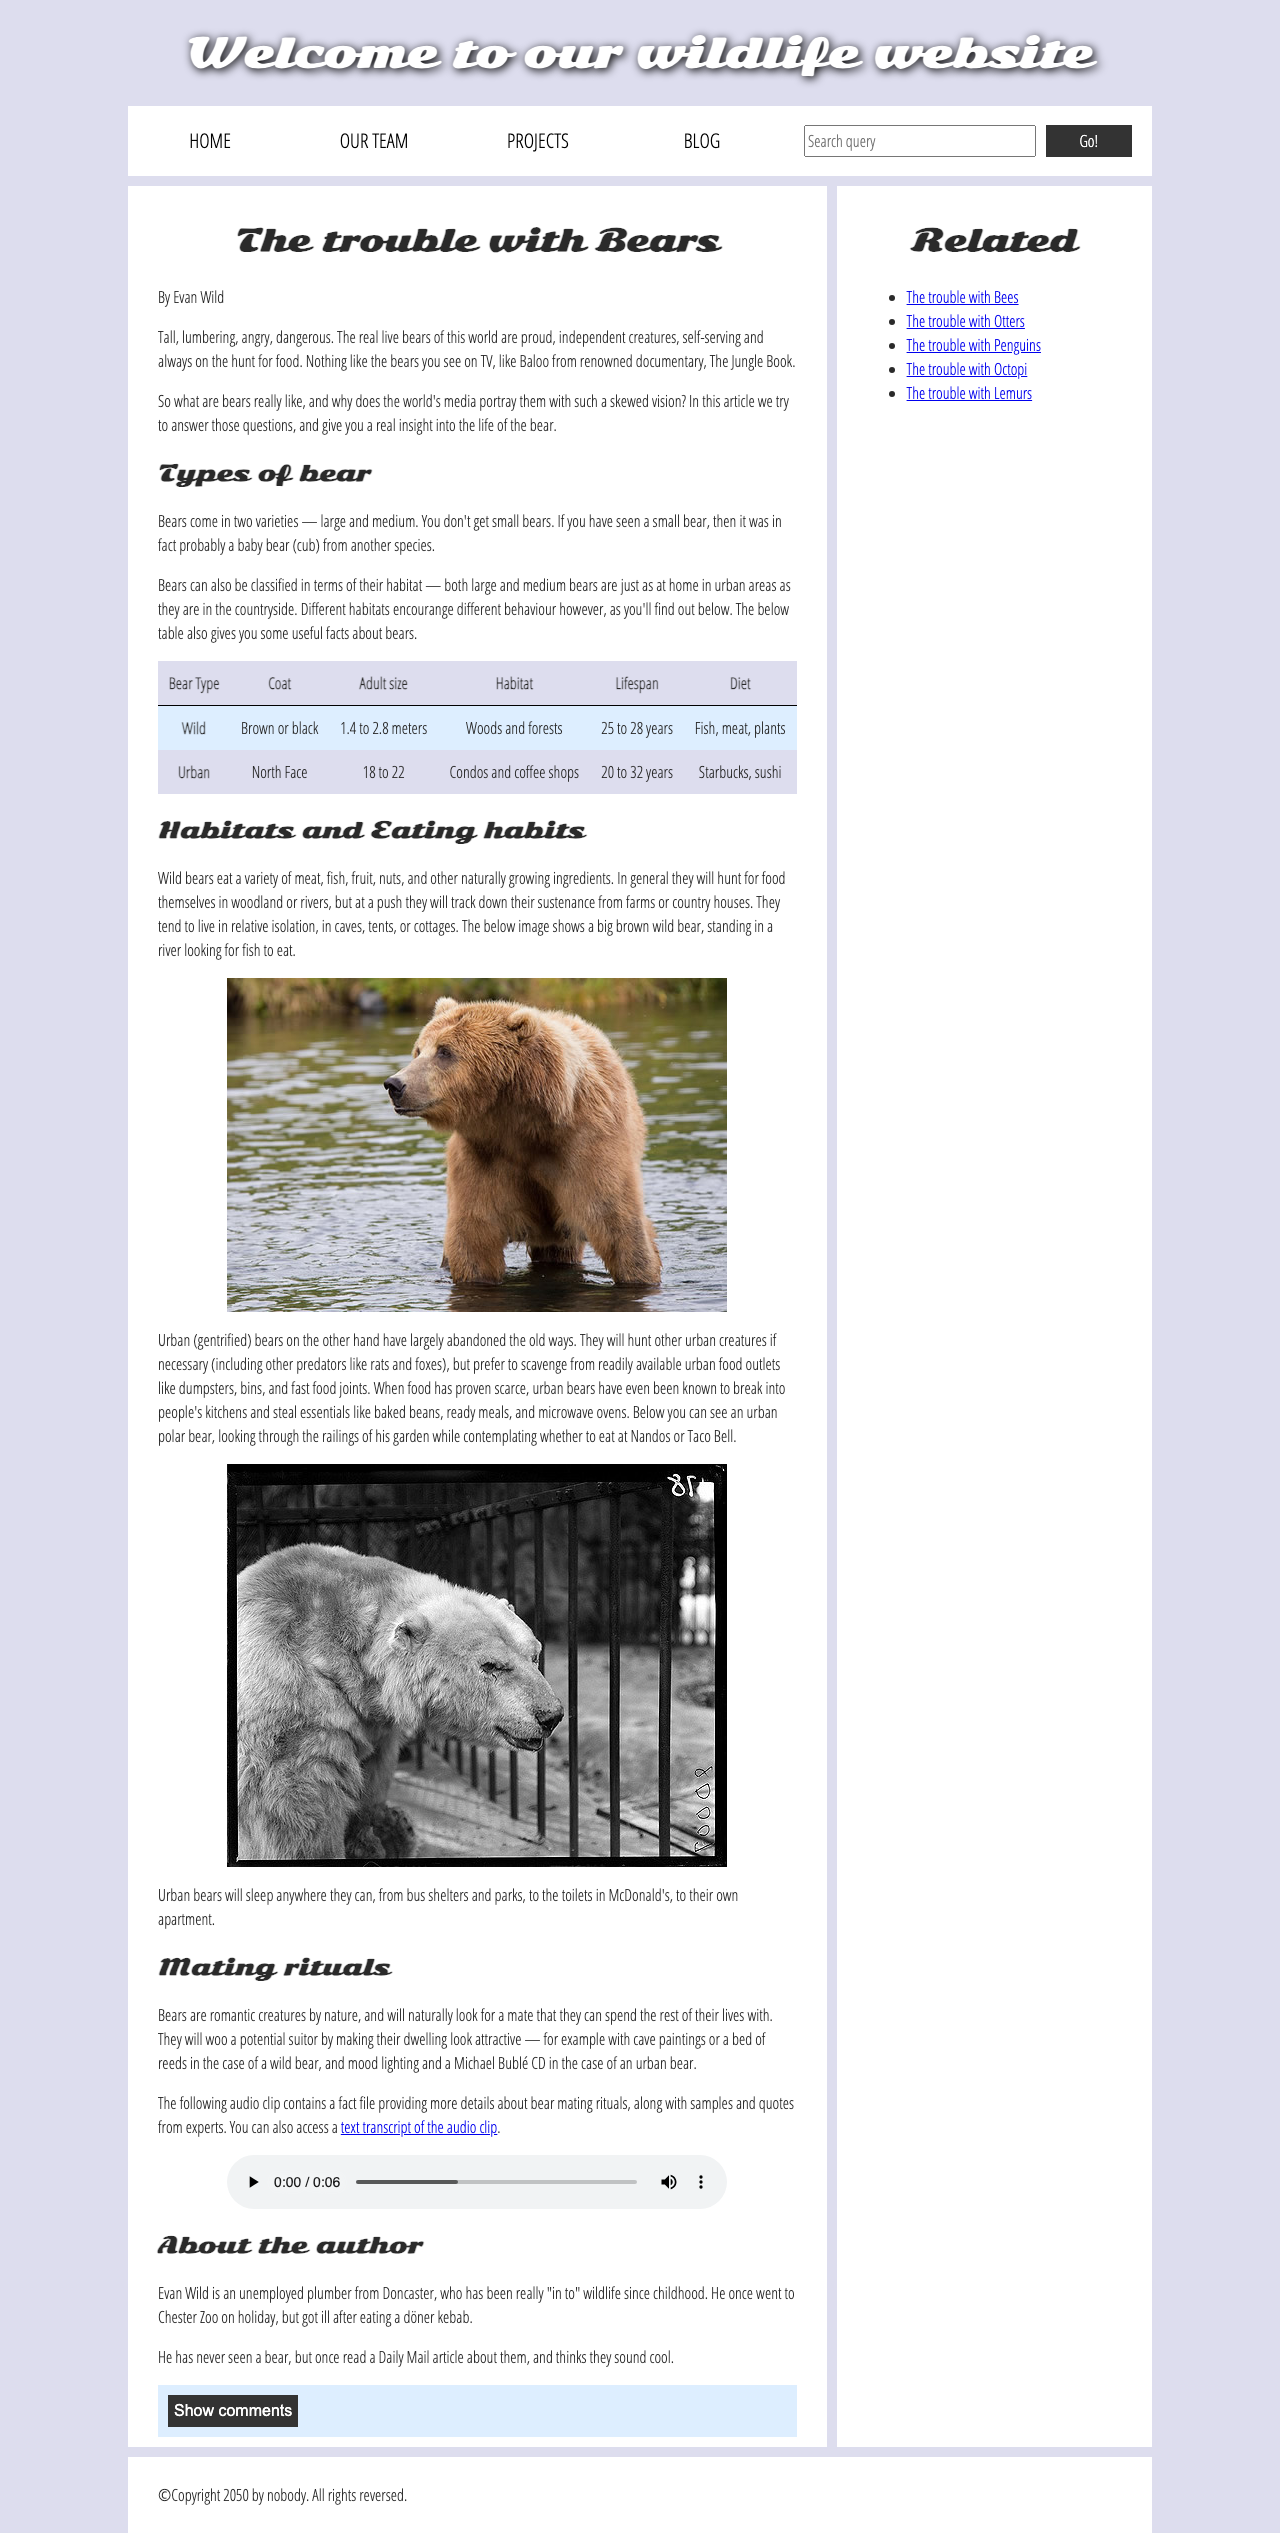 Welcome to our wildlife website
HOME
OUR TEAM
PROJECTS
BLOG
Search query
Go!
The trouble with Bears
By Evan Wild
Tall, lumbering, angry, dangerous. The real live bears of this world are proud, independent creatures, self-serving and
always on the hunt for food. Nothing like the bears you see on TV, like Baloo from renowned documentary, The Jungle Book.
So what are bears really like, and why does the world's media portray them with such a skewed vision? In this article we try
to answer those questions, and give you a real insight into the life of the bear.
Types of bear
Bears come in two varieties — large and medium. You don't get small bears. If you have seen a small bear, then it was in
fact probably a baby bear (cub) from another species.
Bears can also be classified in terms of their habitat — both large and medium bears are just as at home in urban areas as
they are in the countryside. Different habitats encourange different behaviour however, as you'll find out below. The below
table also gives you some useful facts about bears.
Bear Type Coat Adult size Habitat Lifespan Diet
Wild Brown or black 1.4 to 2.8 meters Woods and forests 25 to 28 years Fish, meat, plants
Urban North Face 18 to 22 Condos and coffee shops 20 to 32 years Starbucks, sushi
Habitats and Eating habits
Wild bears eat a variety of meat, fish, fruit, nuts, and other naturally growing ingredients. In general they will hunt for food
themselves in woodland or rivers, but at a push they will track down their sustenance from farms or country houses. They
tend to live in relative isolation, in caves, tents, or cottages. The below image shows a big brown wild bear, standing in a
river looking for fish to eat.
Urban (gentrified) bears on the other hand have largely abandoned the old ways. They will hunt other urban creatures if
necessary (including other predators like rats and foxes), but prefer to scavenge from readily available urban food outlets
like dumpsters, bins, and fast food joints. When food has proven scarce, urban bears have even been known to break into
people's kitchens and steal essentials like baked beans, ready meals, and microwave ovens. Below you can see an urban
polar bear, looking through the railings of his garden while contemplating whether to eat at Nandos or Taco Bell.
Urban bears will sleep anywhere they can, from bus shelters and parks, to the toilets in McDonald's, to their own
apartment.
Mating rituals
Bears are romantic creatures by nature, and will naturally look for a mate that they can spend the rest of their lives with.
They will woo a potential suitor by making their dwelling look attractive — for example with cave paintings or a bed of
reeds in the case of a wild bear, and mood lighting and a Michael Bublé CD in the case of an urban bear.
The following audio clip contains a fact file providing more details about bear mating rituals, along with samples and quotes
from experts. You can also access a text transcript of the audio clip.
0:00 / 0:06
About the author
Evan Wild is an unemployed plumber from Doncaster, who has been really "in to" wildlife since childhood. He once went to
Chester Zoo on holiday, but got ill after eating a döner kebab.
He has never seen a bear, but once read a Daily Mail article about them, and thinks they sound cool.
Show comments
Related
The trouble with Bees
The trouble with Otters
The trouble with Penguins
The trouble with Octopi
The trouble with Lemurs
©Copyright 2050 by nobody. All rights reversed.